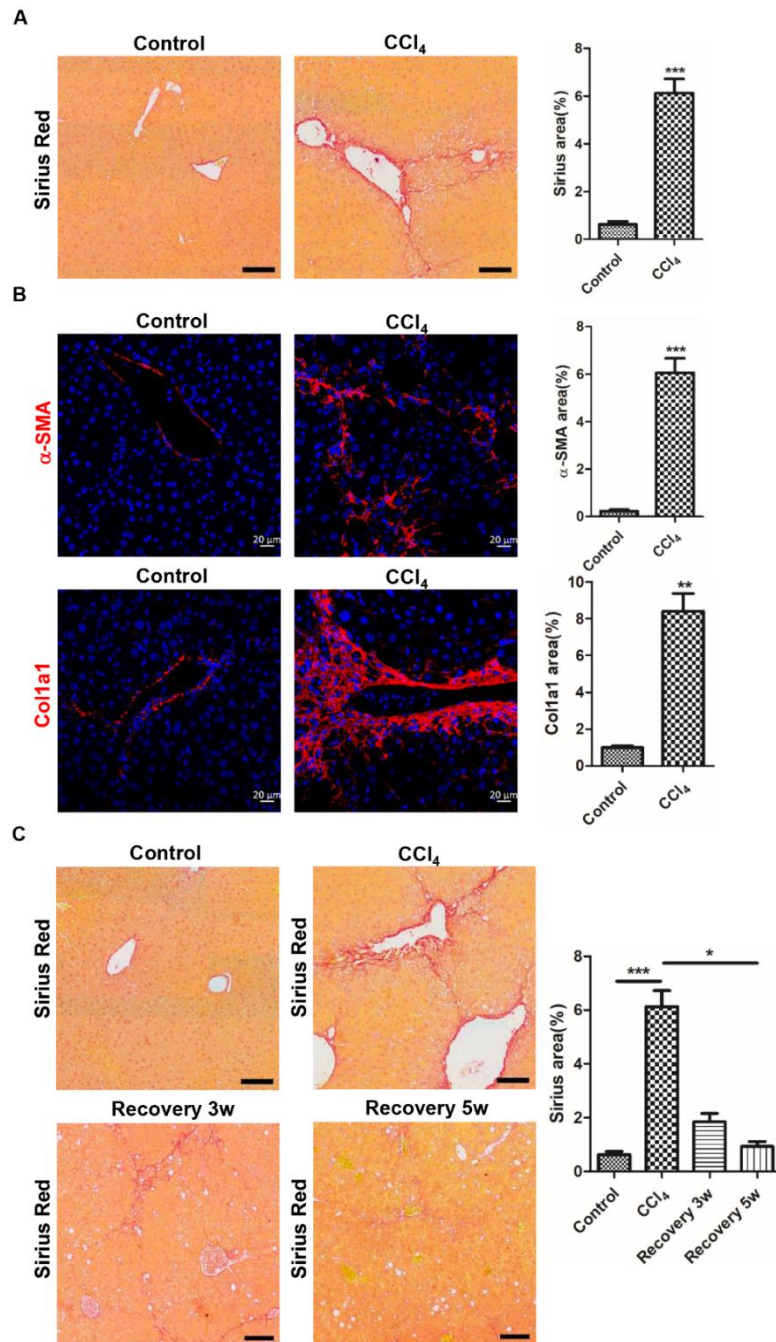 A
Control
CCl₄
Sirius Red
Sirius area(%)
8
6
4
2
0
***
Control
CCl₄
B
Control
CCl₄
α-SMA
20 µm
20 µm
α-SMA area(%)
8
6
4
2
0
***
Control
CCl₄
Control
CCl₄
Col1a1
20 µm
20 µm
Col1a1 area(%)
10
8
6
4
2
0
**
Control
CCl₄
C
Control
CCl₄
Sirius Red
Sirius Red
Recovery 3w
Recovery 5w
Sirius Red
Sirius Red
Sirius area(%)
8
6
4
2
0
***
*
Control
CCl₄
Recovery 3w
Recovery 5w